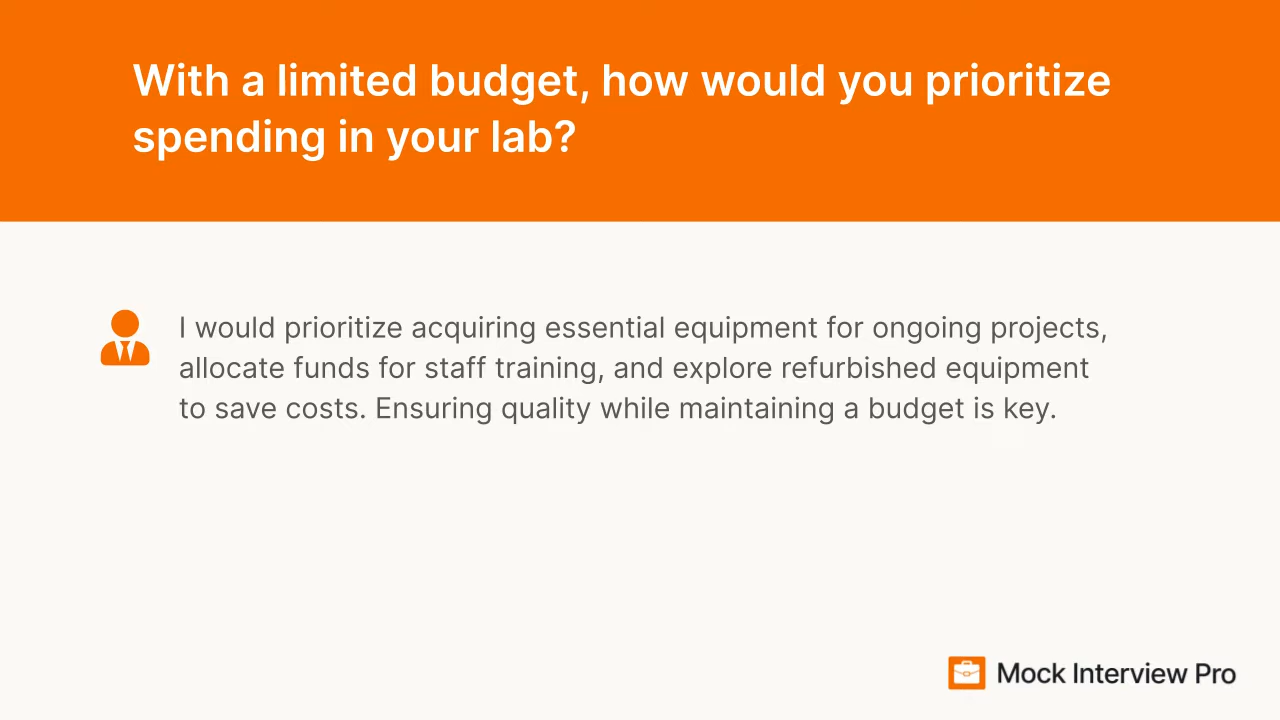 With a limited budget, how would you prioritize
spending in your lab?
I would prioritize acquiring essential equipment for ongoing projects,
allocate funds for staff training, and explore refurbished equipment
to save costs. Ensuring quality while maintaining a budget is key.
Mock Interview Pro